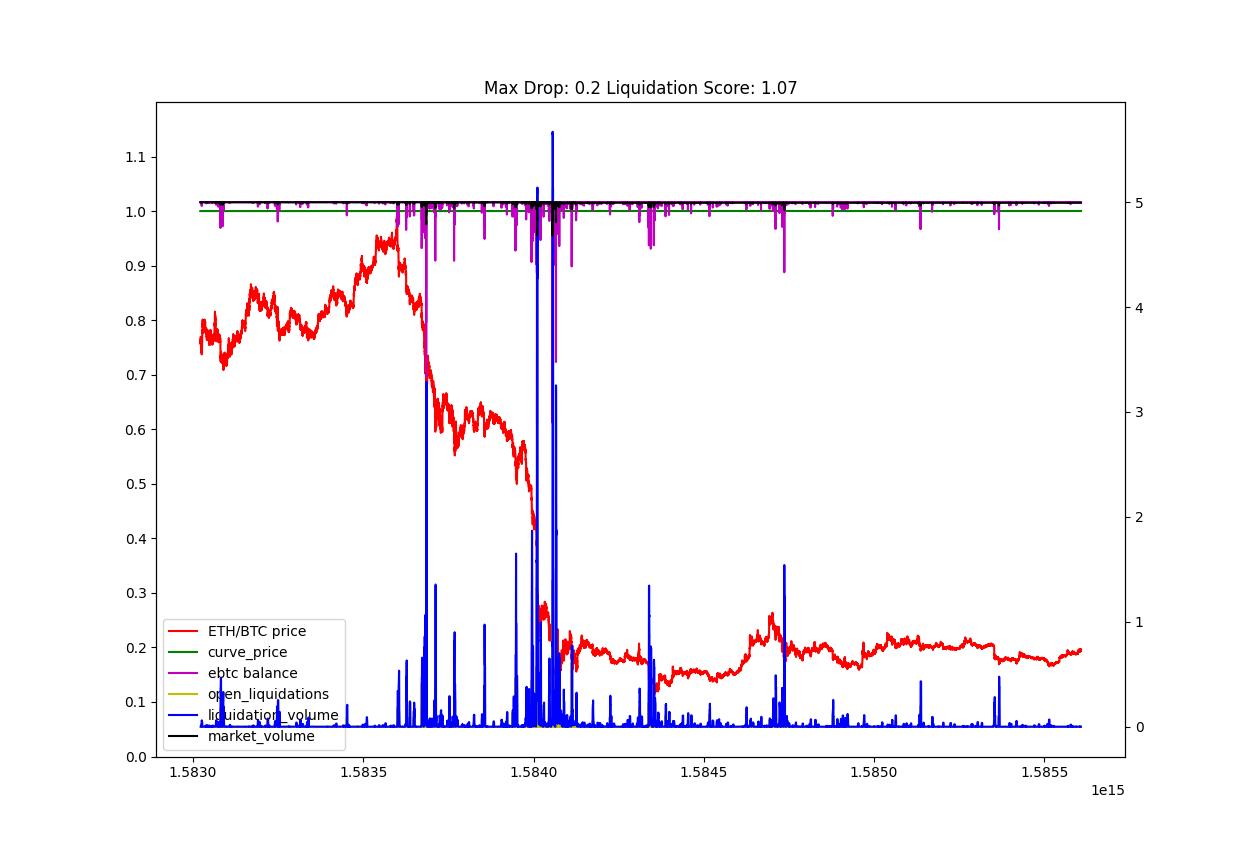 Max Drop: 0.2 Liquidation Score: 1.07
1.1
1.0
0.9
0.8
0.7
0.6
0.5
0.4
0.3
0.2
0.1
0.0
5
4
3
2
1
0
ETH/BTC price
curve_price
ebtc balance
open_liquidations
liquidation_volume
market_volume
1.5830 1.5835 1.5840 1.5845 1.5850 1.5855
1e15